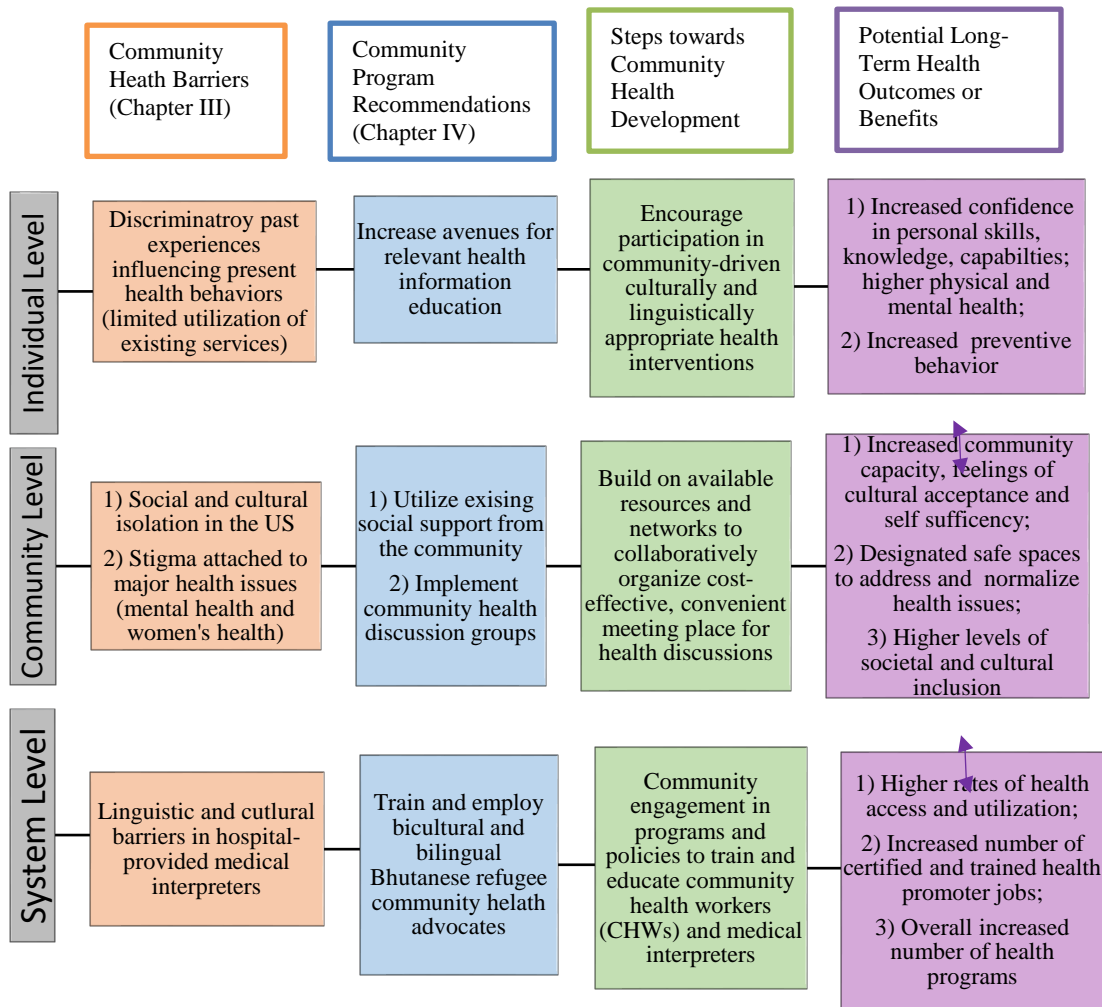 Community
Heath Barriers
(Chapter III)
Community
Program
Recommendations
(Chapter IV)
Steps towards
Community
Health
Development
Potential Long-
Term Health
Outcomes or
Benefits
Individual Level
Discriminatroy past
experiences
influencing present
health behaviors
(limited utilization of
existing services)
Increase avenues for
relevant health
information
education
Encourage
participation in
community-driven
culturally and
linguistically
appropriate health
interventions
1) Increased confidence
in personal skills,
knowledge, capabilties;
higher physical and
mental health;
2) Increased preventive
behavior
Community Level
1) Social and cultural
isolation in the US
2) Stigma attached to
major health issues
(mental health and
women's health)
1) Utilize exising
social support from
the community
2) Implement
community health
discussion groups
Build on available
resources and
networks to
collaboratively
organize cost-
effective, convenient
meeting place for
health discussions
1) Increased community
capacity, feelings of
cultural acceptance and
self sufficency;
2) Designated safe spaces
to address and normalize
health issues;
3) Higher levels of
societal and cultural
inclusion
System Level
Linguistic and cutlural
barriers in hospital-
provided medical
interpreters
Train and employ
bicultural and
bilingual
Bhutanese refugee
community helath
advocates
Community
engagement in
programs and
policies to train and
educate community
health workers
(CHWs) and medical
interpreters
1) Higher rates of health
access and utilization;
2) Increased number of
certified and trained health
promoter jobs;
3) Overall increased
number of health
programs